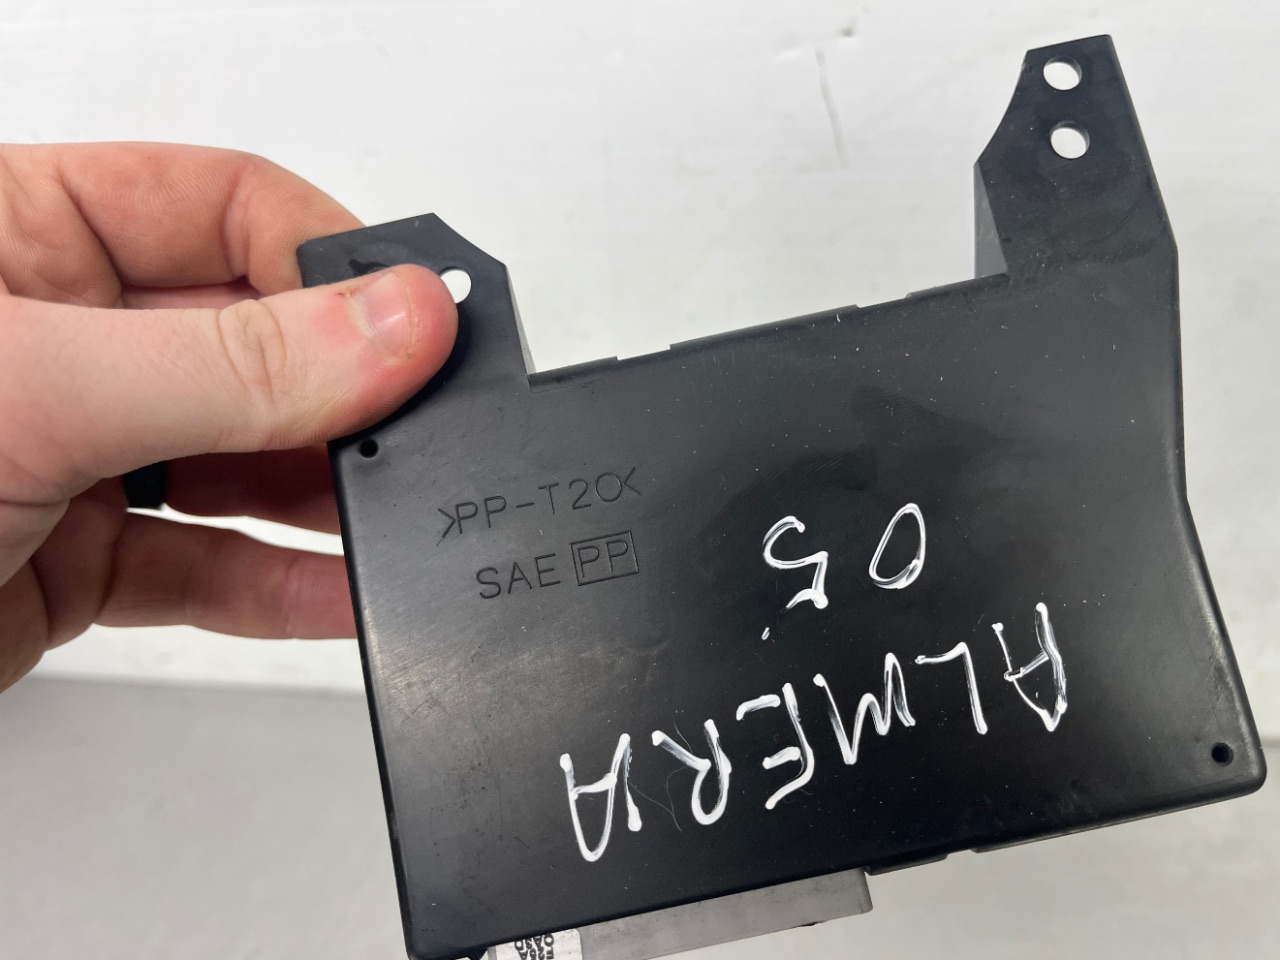 >PP-T20<
SAE PP
ALMERA
05